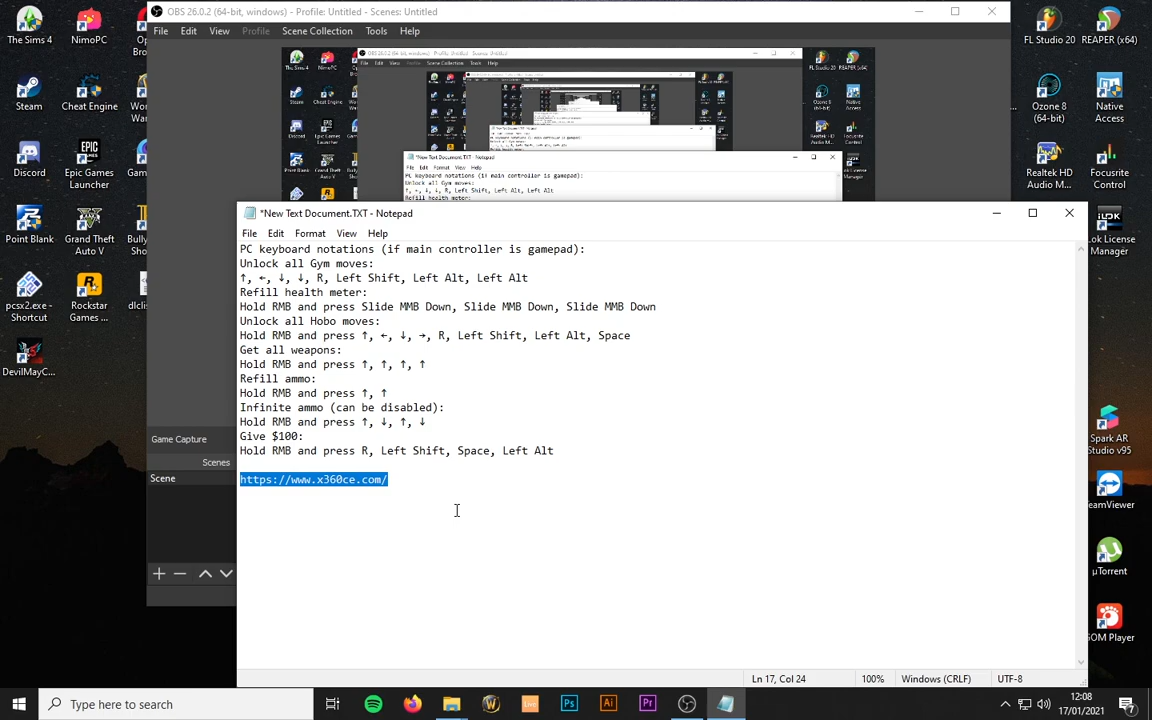 The Sims 4
NimoPC
Steam
Cheat Engine
Discord
Epic Games
Launcher
Point Blank
Grand Theft
Auto V
pcsx2.exe -
Shortcut
Rockstar
Games ...
DevilMayC...
OBS 26.0.2 (64-bit, windows) - Profile: Untitled - Scenes: Untitled
File Edit View Profile Scene Collection Tools Help
*New Text Document.TXT - Notepad
File Edit Format View Help
PC keyboard notations (if main controller is gamepad):
Unlock all Gym moves:
↑, ←, ↓, ↓, R, Left Shift, Left Alt, Left Alt
Refill health meter:
Hold RMB and press Slide MMB Down, Slide MMB Down, Slide MMB Down
Unlock all Hobo moves:
Hold RMB and press ↑, ←, ↓, →, R, Left Shift, Left Alt, Space
Get all weapons:
Hold RMB and press ↑, ↑, ↑, ↑
Refill ammo:
Hold RMB and press ↑, ↑
Infinite ammo (can be disabled):
Hold RMB and press ↑, ↓, ↑, ↓
Give $100:
Hold RMB and press R, Left Shift, Space, Left Alt
https://www.x360ce.com/
Ln 17, Col 24 100% Windows (CRLF) UTF-8
Game Capture
Scenes
Scene
FL Studio 20
REAPER (x64)
Ozone 8
(64-bit)
Native
Access
Realtek HD
Audio M...
Focusrite
Control
Lok License
Manager
Spark AR
Studio v95
TeamViewer
µTorrent
GOM Player
Type here to search
12:08
17/01/2021